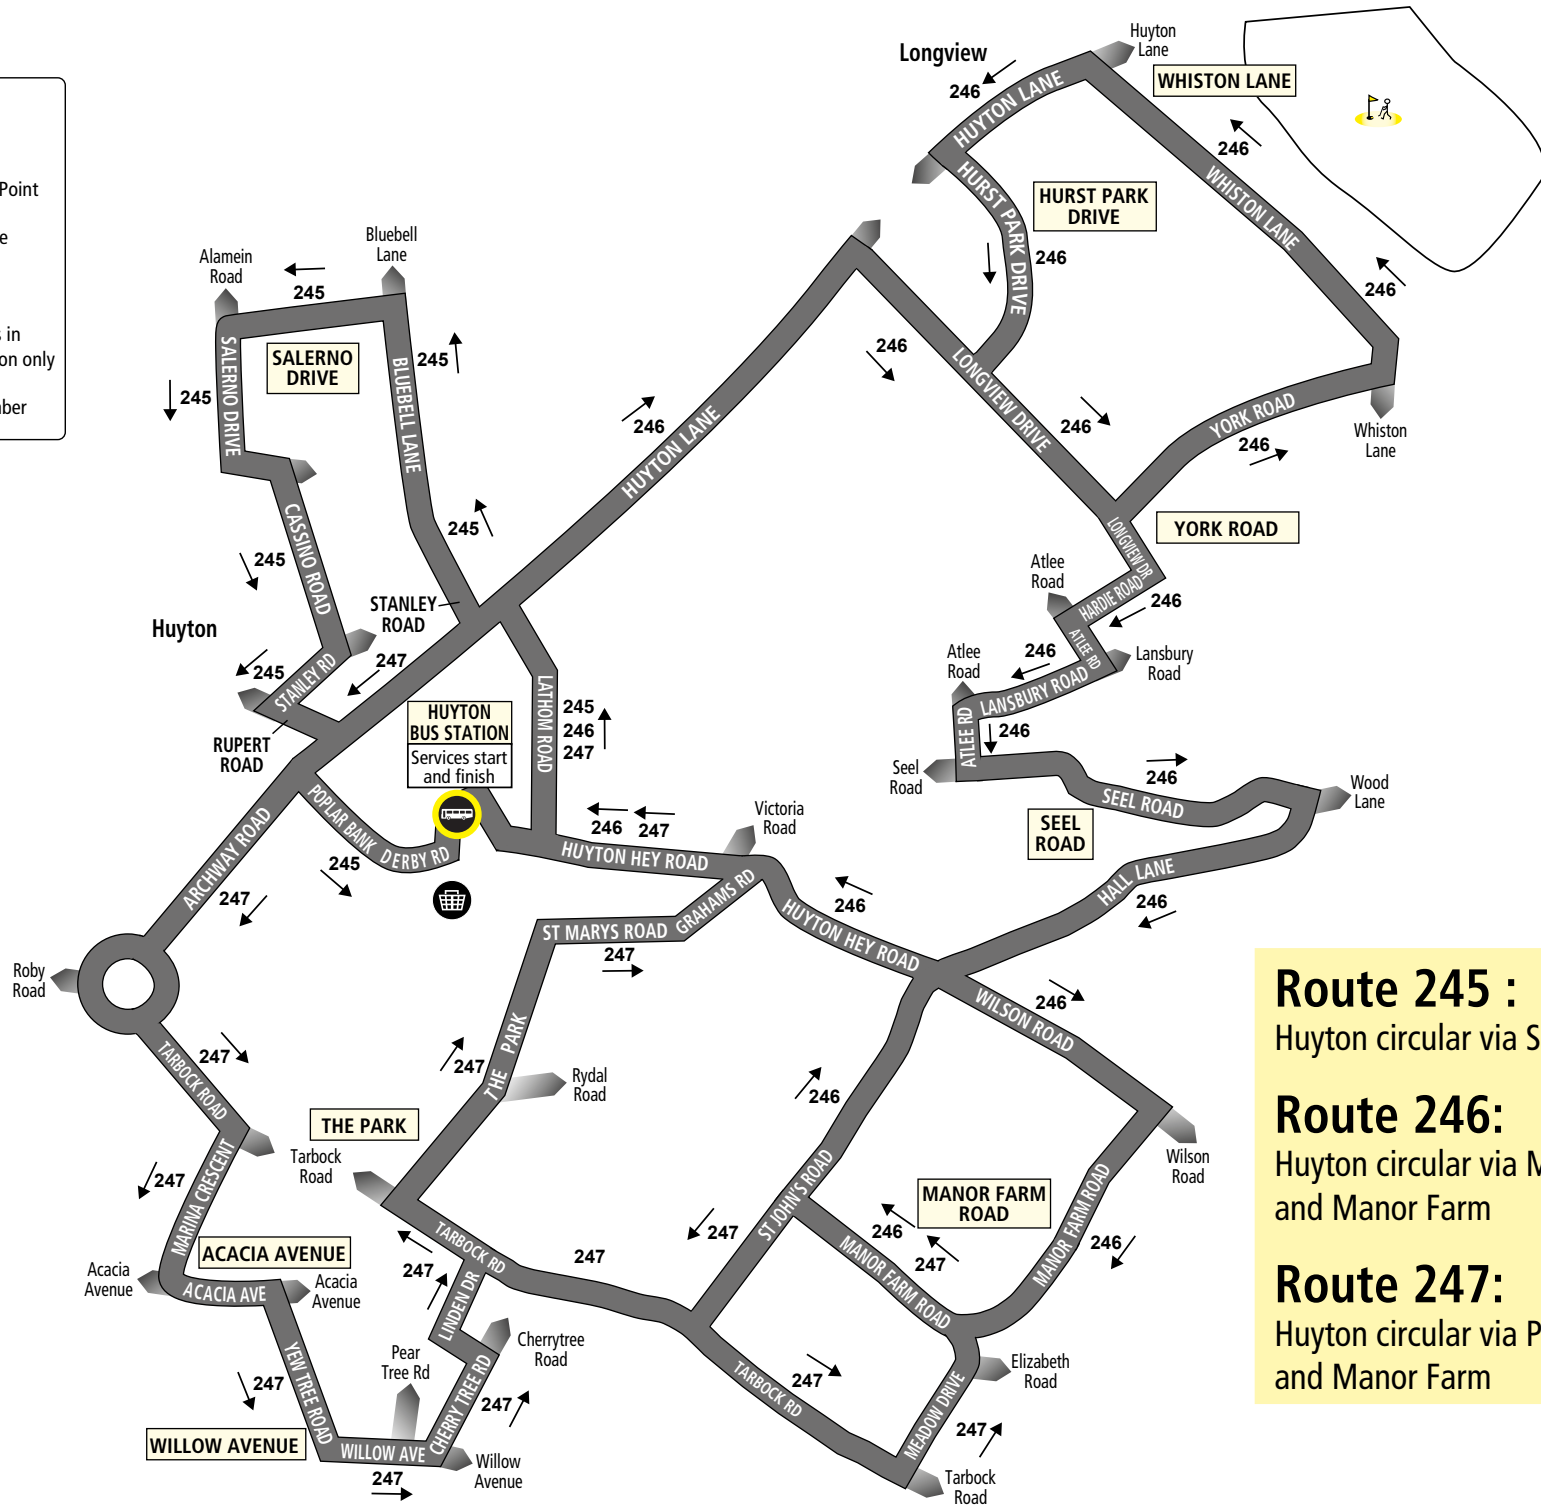 Point
e
s in
on only
ber
Longview
Huyton
Lane
WHISTON LANE
246
HUYTON LANE
246
WHISTON LANE
HURST PARK
DRIVE
HURST PARK DRIVE
246
246
Bluebell
Lane
Alamein
Road
245
SALERNO
DRIVE
SALERNO DRIVE
245
BLUEBELL LANE
245
246
LONGVIEW DRIVE
246
246
HUYTON LANE
YORK ROAD
246
Whiston
Lane
CASSINO ROAD
245
245
LONGVIEW DR
YORK ROAD
Atlee
Road
HARDIE ROAD
246
STANLEY
ROAD
Huyton
245
STANLEY RD
247
ATLEE RD
246
Lansbury
Road
Atlee
Road
LANSBURY ROAD
ATLEE RD
246
RUPERT
ROAD
HUYTON
BUS STATION
Services start
and finish
LATHOM ROAD
245
246
247
Seel
Road
246
SEEL ROAD
Wood
Lane
SEEL
ROAD
POPLAR BANK
DERBY RD
245
246
247
Victoria
Road
HUYTON HEY ROAD
ARCHWAY ROAD
247
GRAHAMS RD
246
HUYTON HEY ROAD
HALL LANE
246
ST MARYS ROAD
247
Roby
Road
246
WILSON ROAD
Route 245 :
Huyton circular via S
TARBOCK ROAD
247
THE PARK
247
Rydal
Road
246
THE PARK
Tarbock
Road
Route 246:
Huyton circular via M
and Manor Farm
MARINA CRESCENT
247
ST JOHN'S ROAD
Wilson
Road
MANOR FARM
ROAD
MANOR FARM ROAD
246
247
246
247
MANOR FARM ROAD
ACACIA AVENUE
Acacia
Avenue
ACACIA AVE
Acacia
Avenue
TARBOCK RD
247
247
LINDEN DR
Route 247:
Huyton circular via P
and Manor Farm
YEW TREE ROAD
247
Pear
Tree Rd
Cherrytree
Road
CHERRY TREE RD
247
TARBOCK RD
247
Elizabeth
Road
MEADOW DRIVE
247
WILLOW AVENUE
WILLOW AVE
247
Willow
Avenue
Tarbock
Road